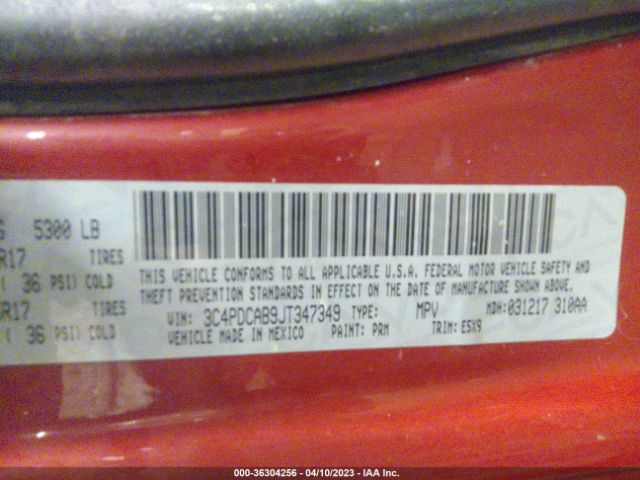 G 5300 LB
R17 TIRES
( 36 PSI) COLD
R17 TIRES
( 36 PSI) COLD
THIS VEHICLE CONFORMS TO ALL APPLICABLE U.S.A. FEDERAL MOTOR VEHICLE SAFETY AND
THEFT PREVENTION STANDARDS IN EFFECT ON THE DATE OF MANUFACTURE SHOWN ABOVE.
VIN: 3C4PDCAB9JT347349 TYPE: MPV MDH:031217 310AA
VEHICLE MADE IN MEXICO PAINT: PRM TRIM: E5X9
000-36304256 - 04/10/2023 - IAA Inc.